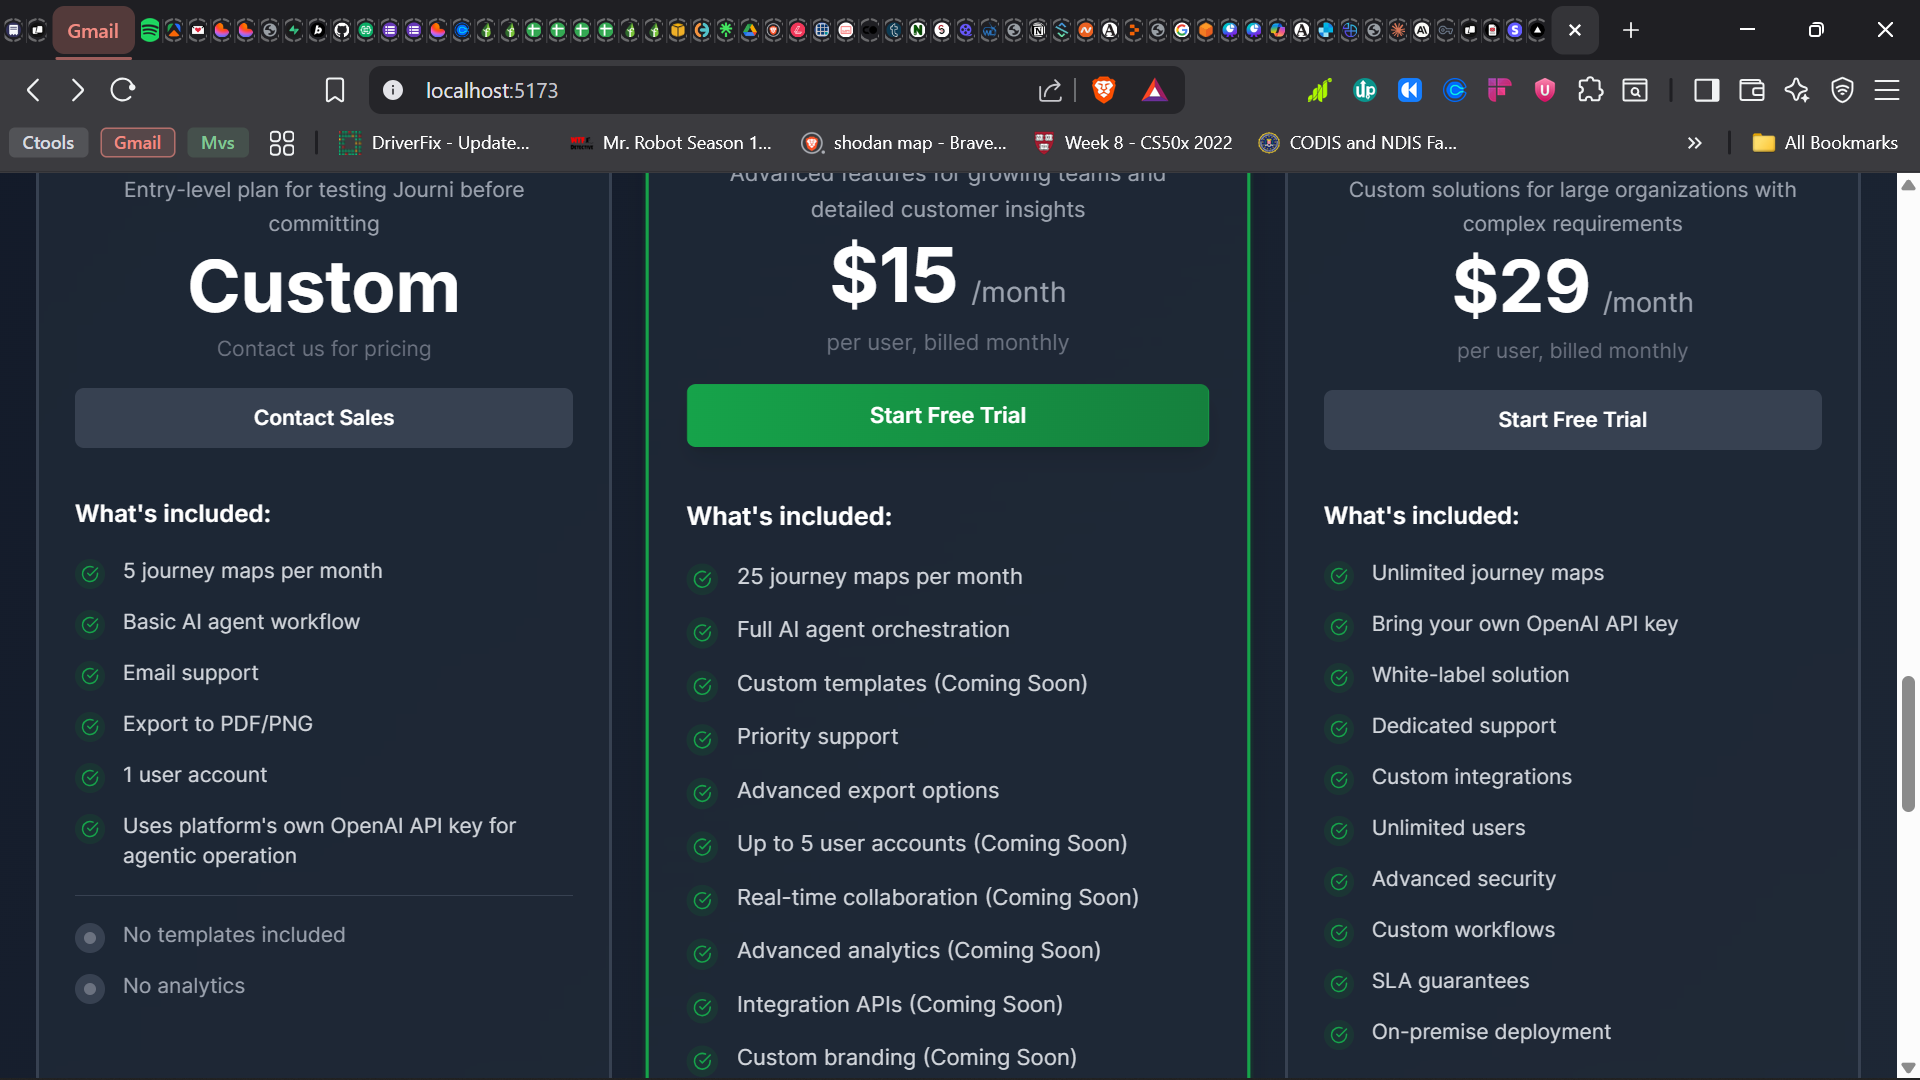 Gmail
localhost:5173
Ctools
Gmail
Mvs
DriverFix - Update...
Mr. Robot Season 1...
shodan map - Brave...
Week 8 - CS50x 2022
CODIS and NDIS Fa...
All Bookmarks
Entry-level plan for testing Journi before
committing
Custom
Contact us for pricing
Contact Sales
What's included:
5 journey maps per month
Basic AI agent workflow
Email support
Export to PDF/PNG
1 user account
Uses platform's own OpenAI API key for
agentic operation
No templates included
No analytics
Advanced features for growing teams and
detailed customer insights
$15 /month
per user, billed monthly
Start Free Trial
What's included:
25 journey maps per month
Full AI agent orchestration
Custom templates (Coming Soon)
Priority support
Advanced export options
Up to 5 user accounts (Coming Soon)
Real-time collaboration (Coming Soon)
Advanced analytics (Coming Soon)
Integration APIs (Coming Soon)
Custom branding (Coming Soon)
Custom solutions for large organizations with
complex requirements
$29 /month
per user, billed monthly
Start Free Trial
What's included:
Unlimited journey maps
Bring your own OpenAI API key
White-label solution
Dedicated support
Custom integrations
Unlimited users
Advanced security
Custom workflows
SLA guarantees
On-premise deployment